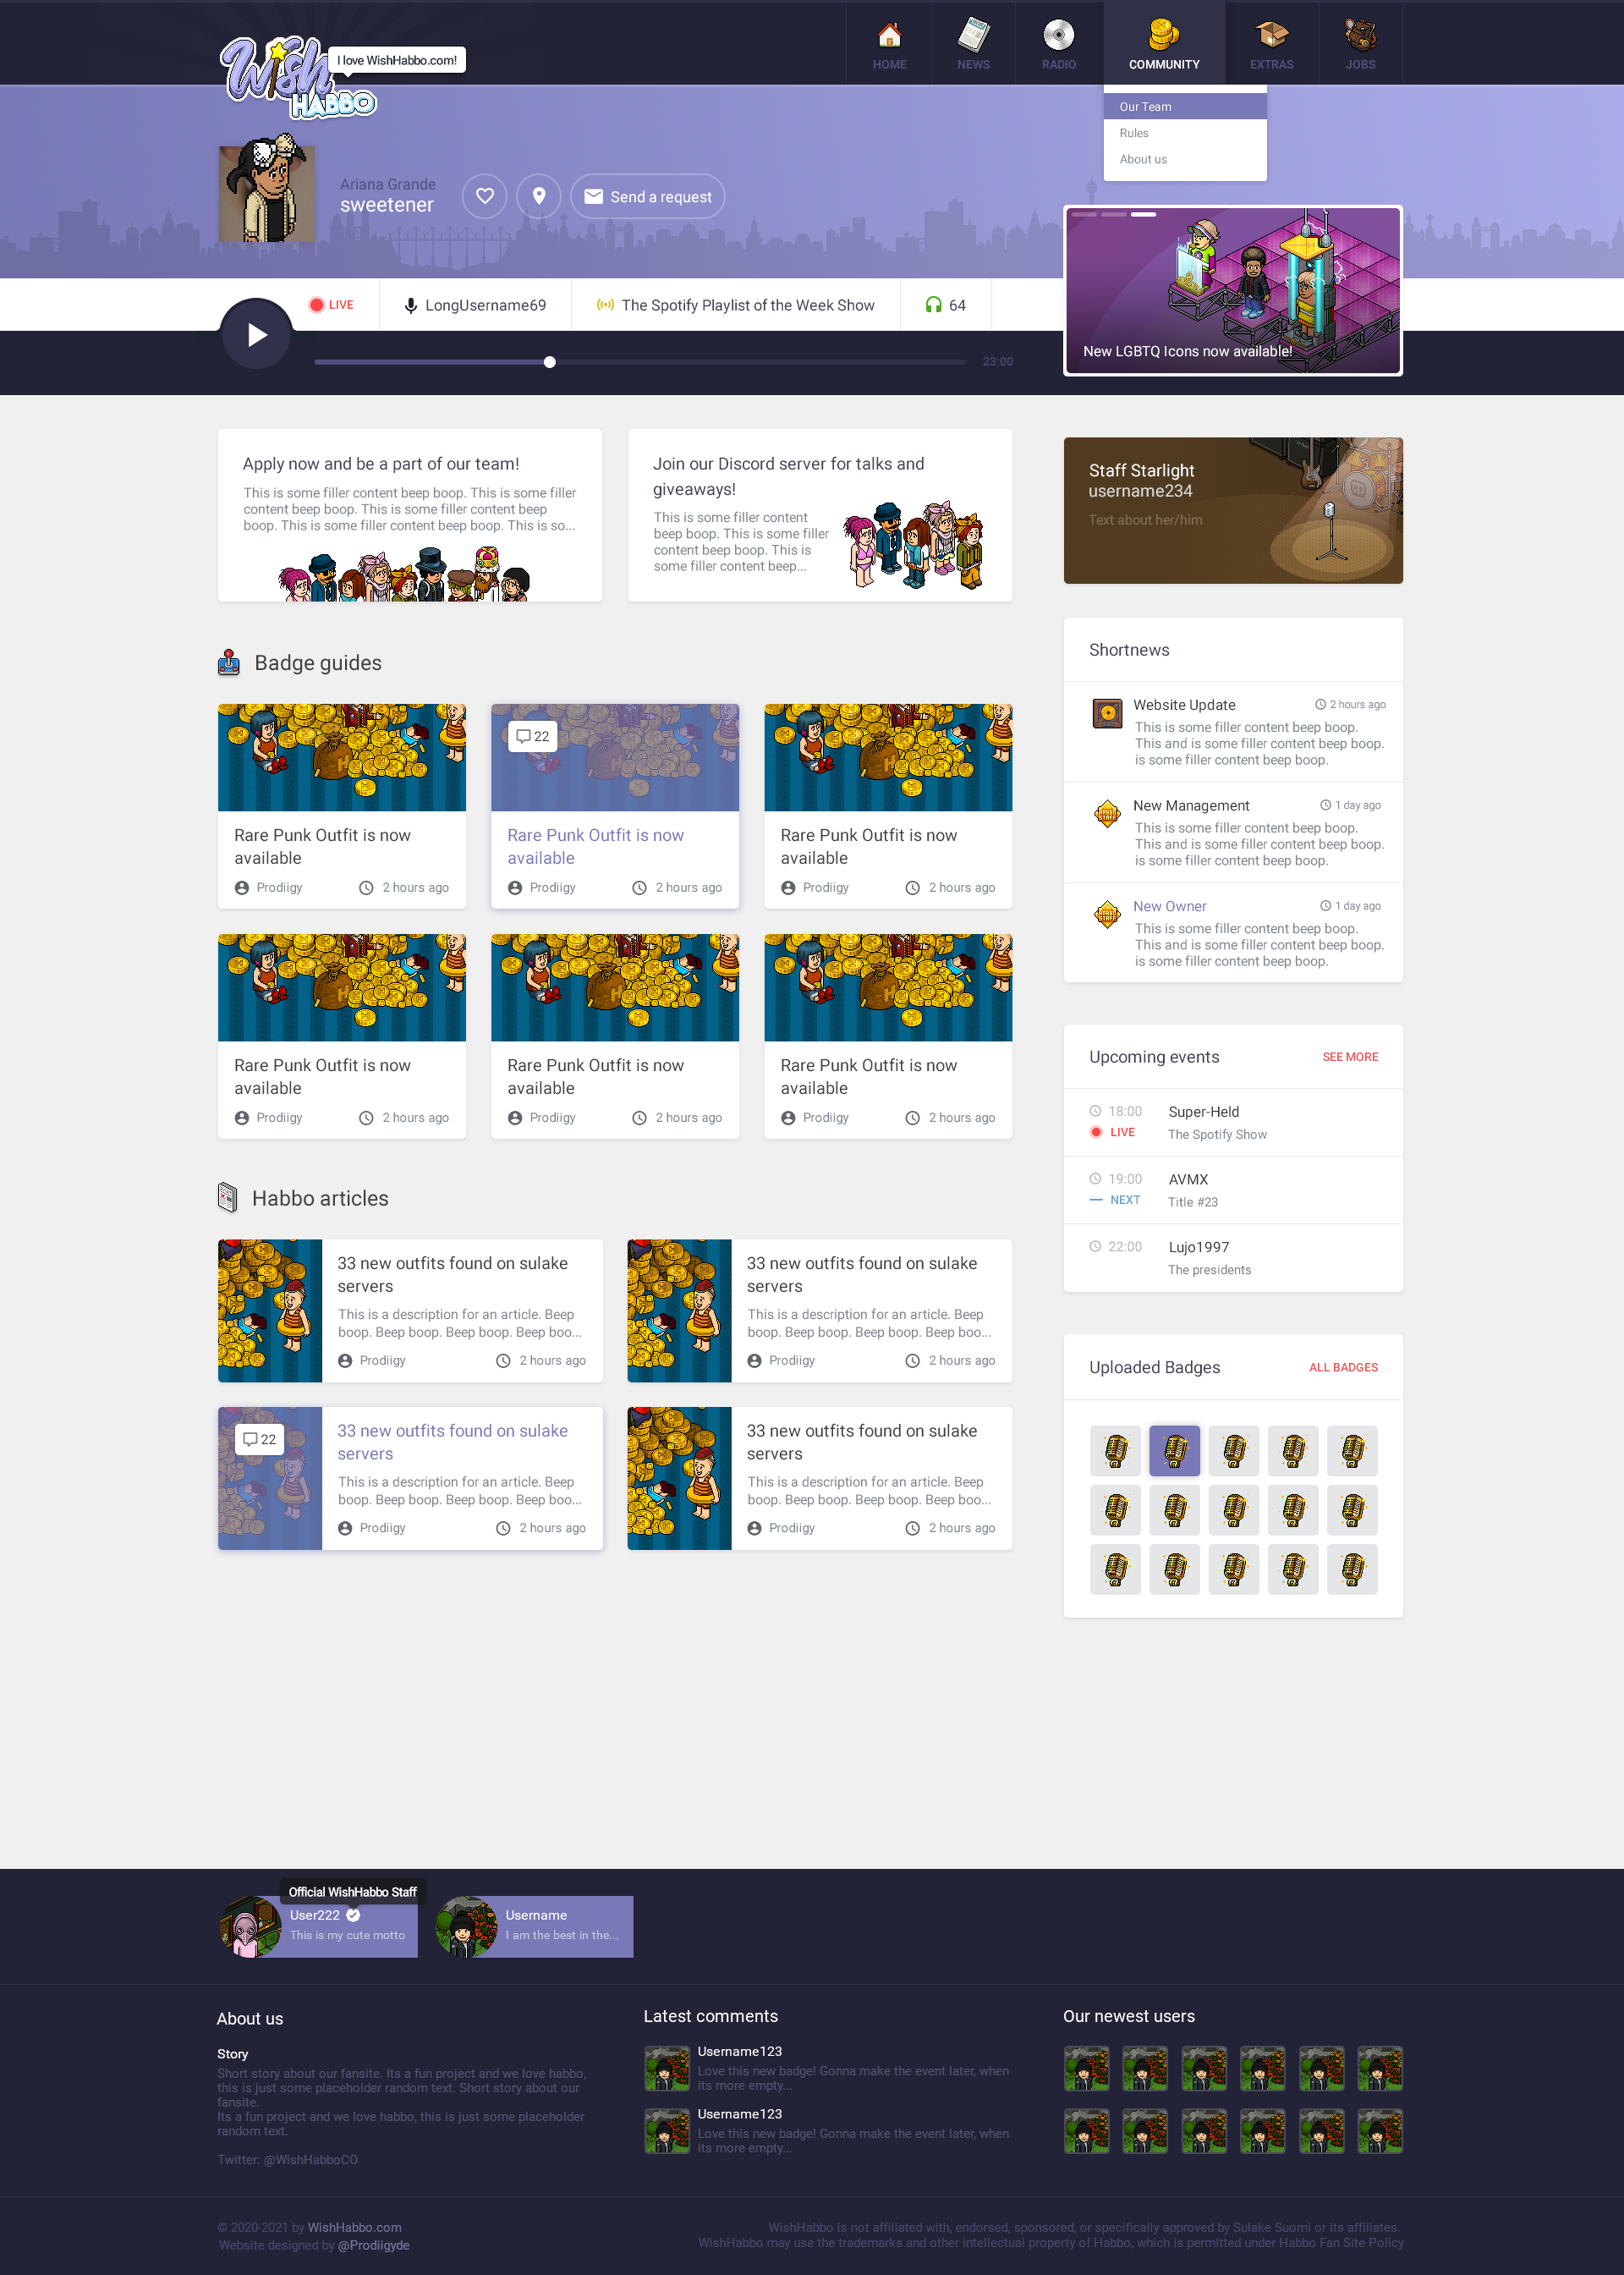 Wish
HABBO
I love WishHabbo.com!
HOME
NEWS
RADIO
COMMUNITY
EXTRAS
JOBS
Our Team
Rules
About us
Ariana Grande
sweetener
Send a request
LIVE
LongUsername69
The Spotify Playlist of the Week Show
64
23:00
New LGBTQ Icons now available!
Apply now and be a part of our team!
This is some filler content beep boop. This is some filler
content beep boop. This is some filler content beep
boop. This is some filler content beep boop. This is so...
Join our Discord server for talks and
giveaways!
This is some filler content
beep boop. This is some filler
content beep boop. This is
some filler content beep...
Staff Starlight
username234
Text about her/him
Badge guides
Rare Punk Outfit is now
available
Prodiigy
2 hours ago
22
Rare Punk Outfit is now
available
Prodiigy
2 hours ago
Rare Punk Outfit is now
available
Prodiigy
2 hours ago
Rare Punk Outfit is now
available
Prodiigy
2 hours ago
Rare Punk Outfit is now
available
Prodiigy
2 hours ago
Rare Punk Outfit is now
available
Prodiigy
2 hours ago
Shortnews
Website Update
2 hours ago
This is some filler content beep boop.
This and is some filler content beep boop.
is some filler content beep boop.
New Management
1 day ago
This is some filler content beep boop.
This and is some filler content beep boop.
is some filler content beep boop.
New Owner
1 day ago
This is some filler content beep boop.
This and is some filler content beep boop.
is some filler content beep boop.
Upcoming events
SEE MORE
18:00
Super-Held
LIVE
The Spotify Show
19:00
AVMX
NEXT
Title #23
22:00
Lujo1997
The presidents
Habbo articles
33 new outfits found on sulake
servers
This is a description for an article. Beep
boop. Beep boop. Beep boop. Beep boo...
Prodiigy
2 hours ago
33 new outfits found on sulake
servers
This is a description for an article. Beep
boop. Beep boop. Beep boop. Beep boo...
Prodiigy
2 hours ago
22
33 new outfits found on sulake
servers
This is a description for an article. Beep
boop. Beep boop. Beep boop. Beep boo...
Prodiigy
2 hours ago
33 new outfits found on sulake
servers
This is a description for an article. Beep
boop. Beep boop. Beep boop. Beep boo...
Prodiigy
2 hours ago
Uploaded Badges
ALL BADGES
Official WishHabbo Staff
User222
This is my cute motto
Username
I am the best in the...
About us
Story
Short story about our fansite. Its a fun project and we love habbo,
this is just some placeholder random text. Short story about our
fansite.
Its a fun project and we love habbo, this is just some placeholder
random text.
Twitter: @WishHabboCO
Latest comments
Username123
Love this new badge! Gonna make the event later, when
its more empty...
Username123
Love this new badge! Gonna make the event later, when
its more empty...
Our newest users
© 2020-2021 by WishHabbo.com
Website designed by @Prodiigyde
WishHabbo is not affiliated with, endorsed, sponsored, or specifically approved by Sulake Suomi or its affiliates.
WishHabbo may use the trademarks and other intellectual property of Habbo, which is permitted under Habbo Fan Site Policy